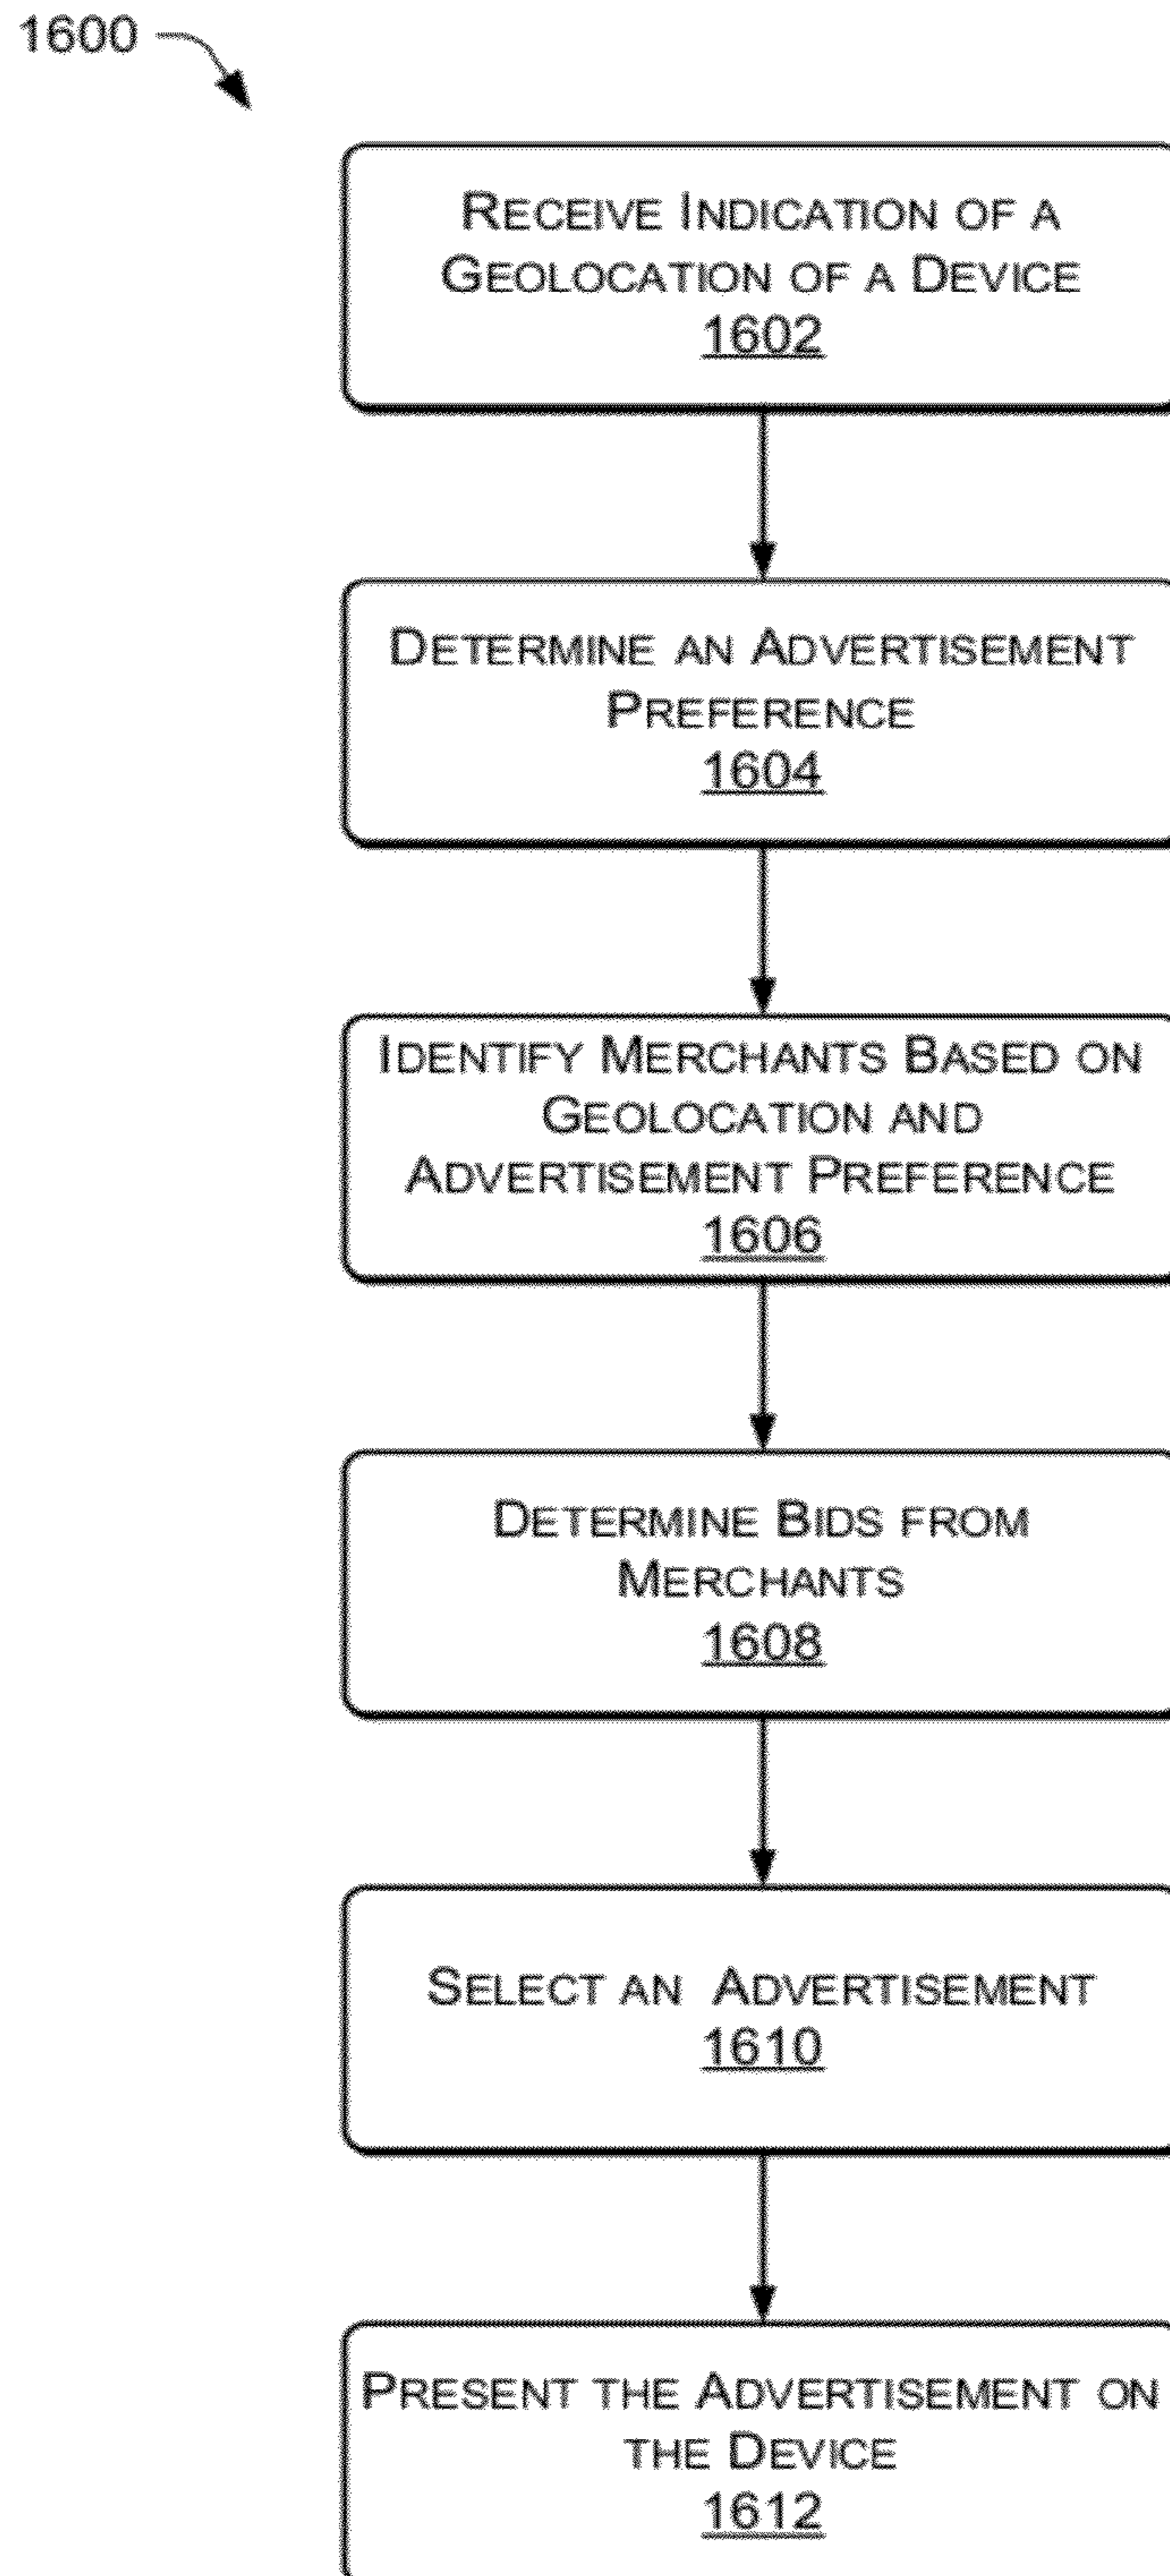 1600
RECEIVE INDICATION OF A
GEOLOCATION OF A DEVICE
1602
DETERMINE AN ADVERTISEMENT
PREFERENCE
1604
IDENTIFY MERCHANTS BASED ON
GEOLOCATION AND
ADVERTISEMENT PREFERENCE
1606
DETERMINE BIDS FROM
MERCHANTS
1608
SELECT AN ADVERTISEMENT
1610
PRESENT THE ADVERTISEMENT ON
THE DEVICE
1612